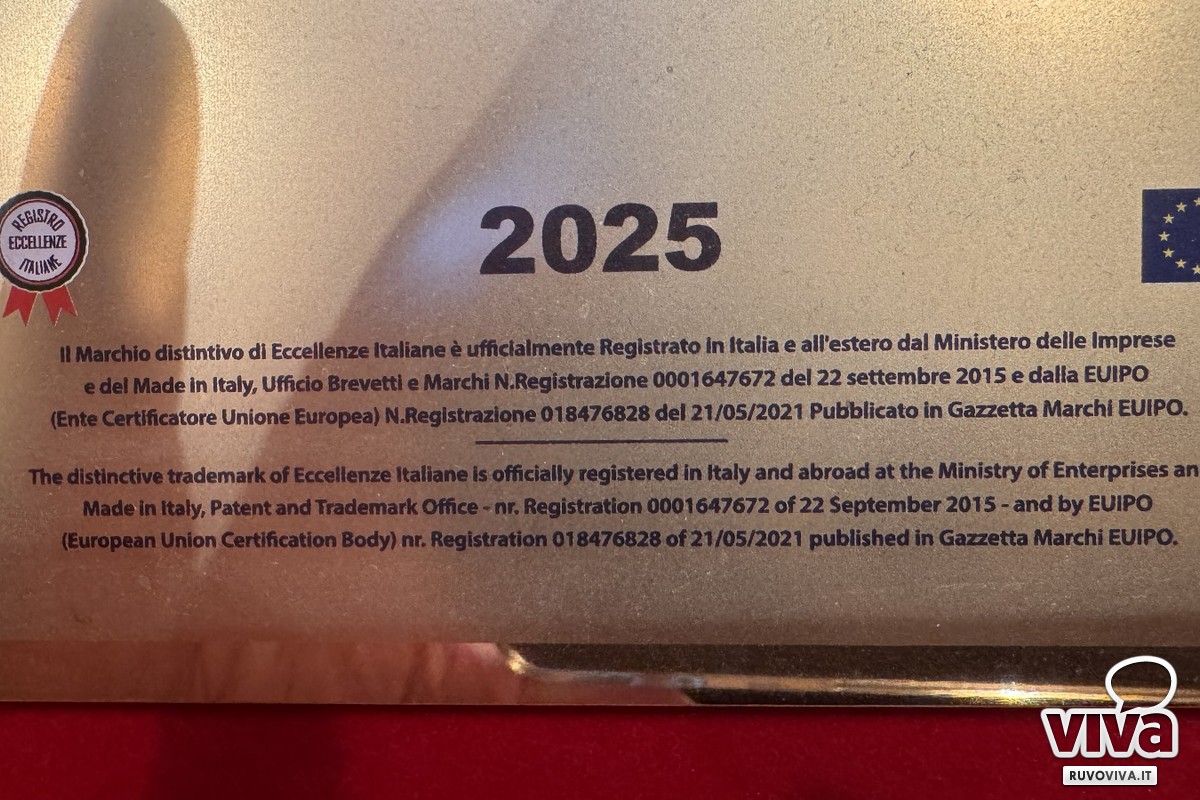 REGISTRO
ECCELLENZE
ITALIANE
2025
Il Marchio distintivo di Eccellenze Italiane è ufficialmente Registrato in Italia e all'estero dal Ministero delle Imprese
e del Made in Italy, Ufficio Brevetti e Marchi N.Registrazione 0001647672 del 22 settembre 2015 e dalla EUIPO
(Ente Certificatore Unione Europea) N.Registrazione 018476828 del 21/05/2021 Pubblicato in Gazzetta Marchi EUIPO.
The distinctive trademark of Eccellenze Italiane is officially registered in Italy and abroad at the Ministry of Enterprises an
Made in Italy, Patent and Trademark Office - nr. Registration 0001647672 of 22 September 2015 - and by EUIPO
(European Union Certification Body) nr. Registration 018476828 of 21/05/2021 published in Gazzetta Marchi EUIPO.
viva
RUVOVIVA.IT